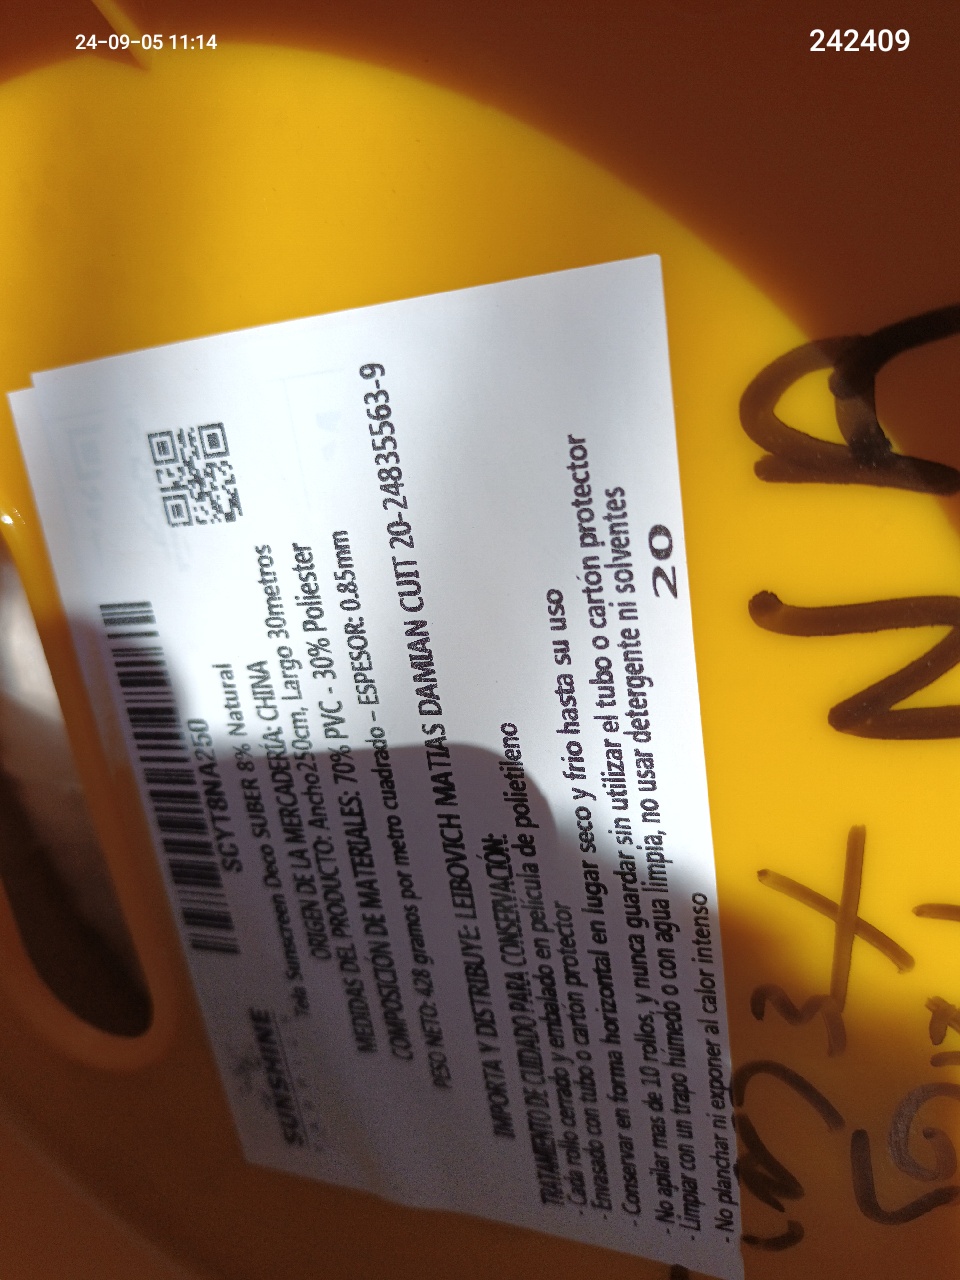 24-09-05 11:14
242409
SUNSHINE
SCYT8NA250
Tela Sunscreen Deco SUBER 8% Natural
ORIGEN DE LA MERCADERÍA: CHINA
MEDIDAS DEL PRODUCTO: Ancho250cm, Largo 30metros
COMPOSICION DE MATERIALES: 70% PVC - 30% Poliester
PESO NETO: 428 gramos por metro cuadrado - ESPESOR: 0.85mm
IMPORTA Y DISTRIBUYE: LEIBOVICH MATIAS DAMIAN CUIT 20-24835563-9
TRATAMIENTO DE CUIDADO PARA CONSERVACIÓN:
- Cada rollo cerrado y embalado en película de polietileno
- Envasado con tubo o cartón protector
- Conservar en forma horizontal en lugar seco y frío hasta su uso
- No apilar mas de 10 rollos, y nunca guardar sin utilizar el tubo o cartón protector
- Limpiar con un trapo húmedo o con agua limpia, no usar detergente ni solventes
- No planchar ni exponer al calor intenso
20
NA